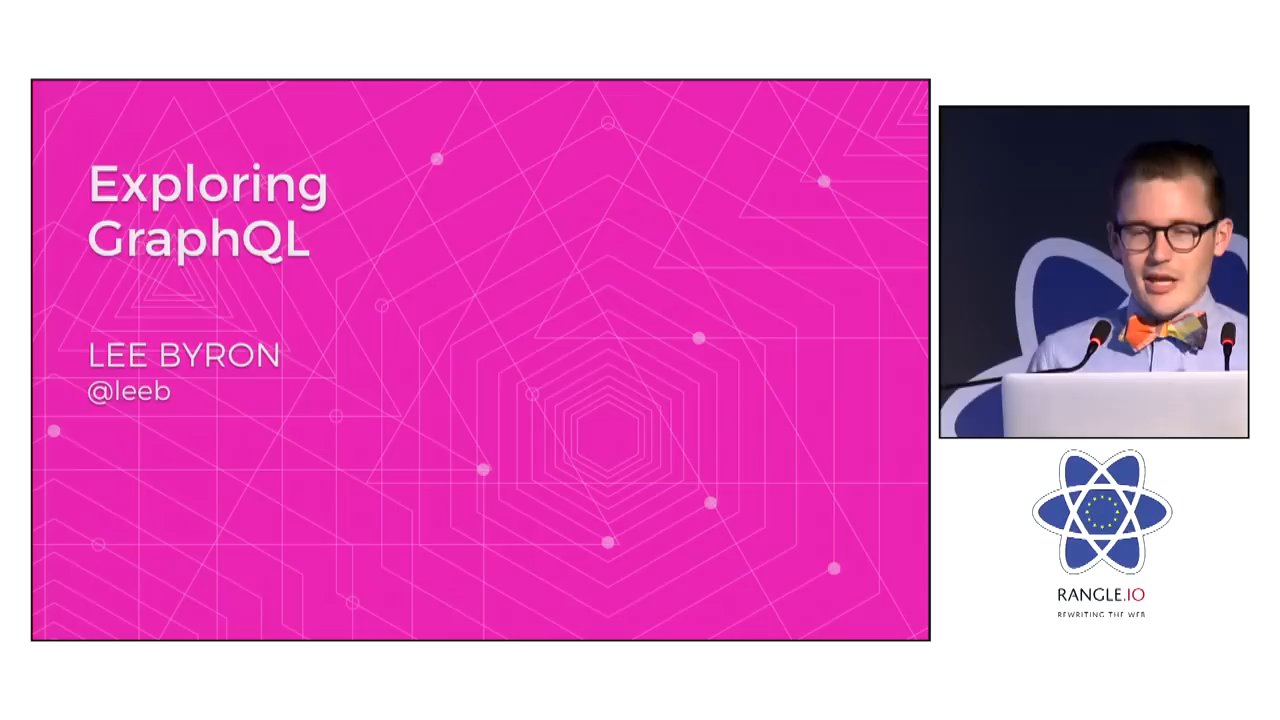 Exploring
GraphQL
LEE BYRON
@leeb
RANGLE.IO
REWRITING THE WEB